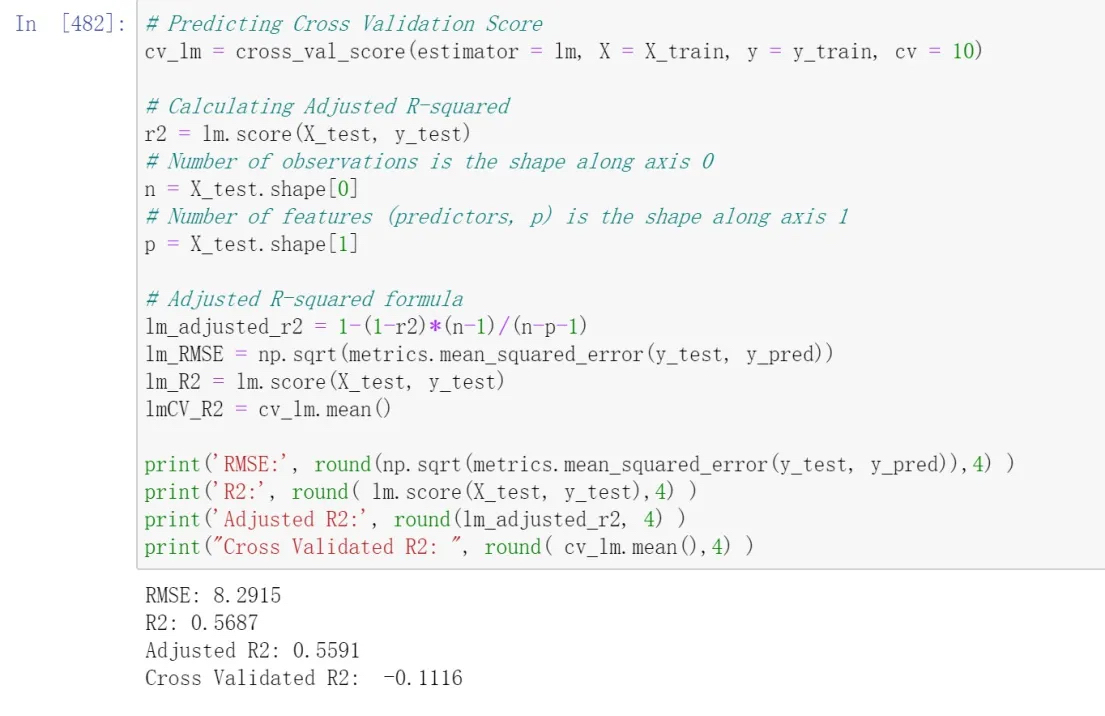 In [482]:
# Predicting Cross Validation Score
cv_lm = cross_val_score(estimator = lm, X = X_train, y = y_train, cv = 10)
# Calculating Adjusted R-squared
r2 = lm.score(X_test, y_test)
# Number of observations is the shape along axis 0
n = X_test.shape[0]
# Number of features (predictors, p) is the shape along axis 1
p = X_test.shape[1]
# Adjusted R-squared formula
lm_adjusted_r2 = 1-(1-r2)*(n-1)/(n-p-1)
lm_RMSE = np.sqrt(metrics.mean_squared_error(y_test, y_pred))
lm_R2 = lm.score(X_test, y_test)
lmCV_R2 = cv_lm.mean()
print('RMSE:', round(np.sqrt(metrics.mean_squared_error(y_test, y_pred)),4) )
print('R2:', round( lm.score(X_test, y_test),4) )
print('Adjusted R2:', round(lm_adjusted_r2, 4) )
print("Cross Validated R2: ", round( cv_lm.mean(),4) )
RMSE: 8.2915
R2: 0.5687
Adjusted R2: 0.5591
Cross Validated R2:  -0.1116